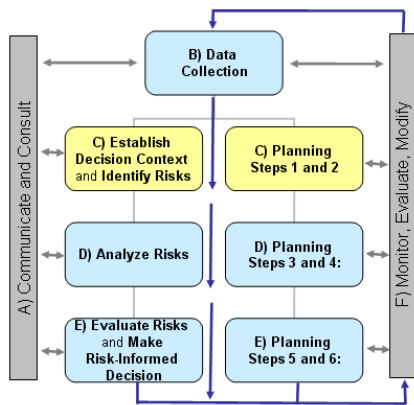 B) Data
Collection
A) Communicate and Consult
F) Monitor, Evaluate, Modify
C) Establish
Decision Context
and Identify Risks
C) Planning
Steps 1 and 2
D) Analyze Risks
D) Planning
Steps 3 and 4:
E) Evaluate Risks
and Make
Risk-Informed
Decision
E) Planning
Steps 5 and 6: